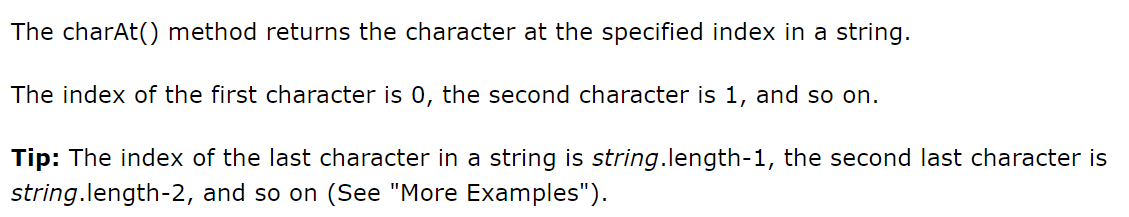 The charAt() method returns the character at the specified index in a string.
The index of the first character is 0, the second character is 1, and so on.
Tip: The index of the last character in a string is string.length-1, the second last character is
string.length-2, and so on (See "More Examples").